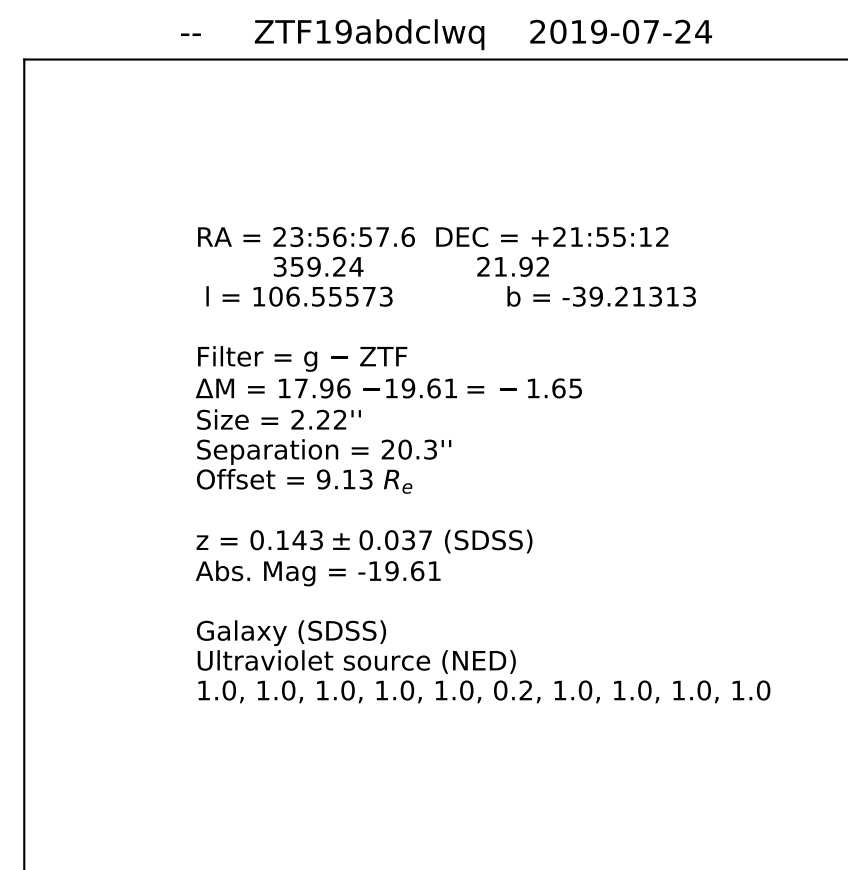 -- ZTF19abdclwq 2019-07-24
RA = 23:56:57.6 DEC = +21:55:12
359.24 21.92
l = 106.55573 b = -39.21313
Filter = g − ZTF
ΔM = 17.96 −19.61 = − 1.65
Size = 2.22''
Separation = 20.3''
Offset = 9.13 Re
z = 0.143 ± 0.037 (SDSS)
Abs. Mag = -19.61
Galaxy (SDSS)
Ultraviolet source (NED)
1.0, 1.0, 1.0, 1.0, 1.0, 0.2, 1.0, 1.0, 1.0, 1.0